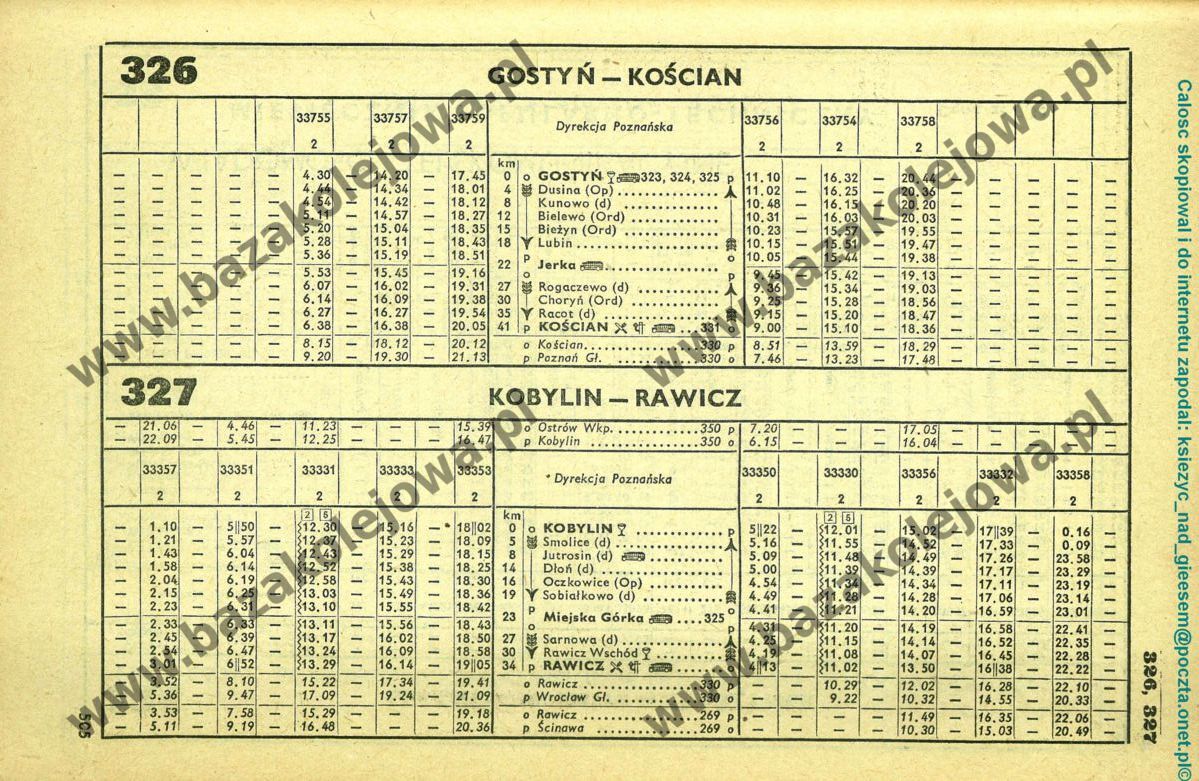 326 GOSTYŃ — KOŚCIAN
33755 33757 33759 Dyrekcja Poznańska 33756 33754 33758
2 2 2 2 2 2
km
— — — — 4.30 — 14.20 — 17.45 0 o GOSTYŃ 323, 324, 325 p 11.10 — 16.32 — 20.44 — — — — —
— — — — 4.44 — 14.34 — 18.01 4 Dusina (Op) 11.02 — 16.25 — 20.36 — — — — —
— — — — 4.54 — 14.42 — 18.12 8 Kunowo (d) 10.48 — 16.15 — 20.20 — — — — —
— — — — 5.11 — 14.57 — 18.27 12 Bielewo (Ord) 10.31 — 16.03 — 20.03 — — — — —
— — — — 5.20 — 15.04 — 18.35 15 Bieżyn (Ord) 10.23 — 15.57 — 19.55 — — — — —
— — — — 5.28 — 15.11 — 18.43 18 Lubin 10.15 — 15.51 — 19.47 — — — — —
— — — — 5.36 — 15.19 — 18.51 p o 10.05 — 15.44 — 19.38 — — — — —
22 Jerka
— — — — 5.53 — 15.45 — 19.16 o p 9.45 — 15.42 — 19.13 — — — — —
— — — — 6.07 — 16.02 — 19.31 27 Rogaczewo (d) 9.36 — 15.34 — 19.03 — — — — —
— — — — 6.14 — 16.09 — 19.38 30 Choryń (Ord) 9.25 — 15.28 — 18.56 — — — — —
— — — — 6.27 — 16.27 — 19.54 35 Racot (d) 9.15 — 15.20 — 18.47 — — — — —
— — — — 6.38 — 16.38 — 20.05 41 p KOŚCIAN 331 o 9.00 — 15.10 — 18.36 — — — — —
— — — — 8.15 — 18.12 — 20.12 o Kościan 330 p 8.51 — 13.59 — 18.29 — — — — —
— — — — 9.20 — 19.30 — 21.13 p Poznań Gł. 330 o 7.46 — 13.23 — 17.48 — — — — —
327 KOBYLIN — RAWICZ
— 21.06 — 4.46 — 11.23 — — — 15.39 o Ostrów Wkp. 350 p 7.20 — — — 17.05 — — — — —
— 22.09 — 5.45 — 12.25 — — — 16.47 p Kobylin 350 o 6.15 — — — 16.04 — — — — —
33357 33351 33331 33333 33353 Dyrekcja Poznańska 33350 33330 33356 33332 33358
2 2 2 2 2 2 2 2 2 2
km
2 6 2 6
— 1.10 — 5||50 — 12.30 — 15.16 — 18||02 0 o KOBYLIN p 5||22 — 12.01 — 15.02 — 17||39 — 0.16 —
— 1.21 — 5.57 — 12.37 — 15.23 — 18.09 5 Smolice (d) 5.16 — 11.55 — 14.52 — 17.33 — 0.09 —
— 1.43 — 6.04 — 12.43 — 15.29 — 18.15 8 Jutrosin (d) 5.09 — 11.48 — 14.49 — 17.26 — 23.58 —
— 1.58 — 6.14 — 12.52 — 15.38 — 18.25 14 Dłoń (d) 5.00 — 11.39 — 14.39 — 17.17 — 23.29 —
— 2.04 — 6.19 — 12.58 — 15.43 — 18.30 16 Oczkowice (Op) 4.54 — 11.34 — 14.34 — 17.11 — 23.19 —
— 2.15 — 6.25 — 13.03 — 15.49 — 18.36 19 Sobiałkowo (d) 4.49 — 11.28 — 14.28 — 17.06 — 23.14 —
— 2.23 — 6.31 — 13.10 — 15.55 — 18.42 p o 4.41 — 11.21 — 14.20 — 16.59 — 23.01 —
23 Miejska Górka 325
— 2.33 — 6.33 — 13.11 — 15.56 — 18.43 o p 4.31 — 11.20 — 14.19 — 16.58 — 22.41 —
— 2.45 — 6.39 — 13.17 — 16.02 — 18.50 27 Sarnowa (d) 4.25 — 11.15 — 14.14 — 16.52 — 22.35 —
— 2.54 — 6.47 — 13.24 — 16.09 — 18.58 30 Rawicz Wschód 4.19 — 11.08 — 14.07 — 16.45 — 22.28 —
— 3.01 — 6||52 — 13.29 — 16.14 — 19||05 34 p RAWICZ o 4||13 — 11.02 — 13.50 — 16||38 — 22.22 —
— 8.52 — 8.10 — 15.22 — 17.34 — 19.41 o Rawicz 330 p — — 10.29 — 12.02 — 16.28 — 22.10 —
— 5.36 — 9.47 — 17.09 — 19.24 — 21.09 p Wrocław Gł. 330 o — — 9.22 — 10.32 — 14.55 — 20.33 —
— 3.53 — 7.58 — 15.29 — — — 19.18 o Rawicz 269 p — — — — 11.49 — 16.35 — 22.06 —
— 5.11 — 9.19 — 16.48 — — — 20.36 p Ścinawa 269 o — — — — 10.30 — 15.03 — 20.49 —
505
326, 327
Calosc skopiowal i do internetu zapodal: ksiezyc_nad_gieesem@poczta.onet.pl©
www.bazakolejowa.pl
www.bazakolejowa.pl
www.bazakolejowa.pl
www.bazakolejowa.pl